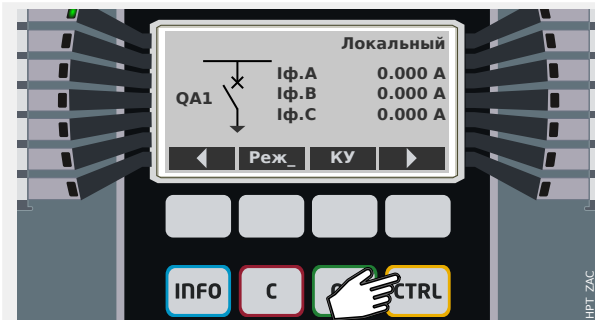 Локальный
QA1
Iф.A 0.000 A
Iф.B 0.000 A
Iф.C 0.000 A
Реж_ КУ
INFO C CTRL
HPT ZAC